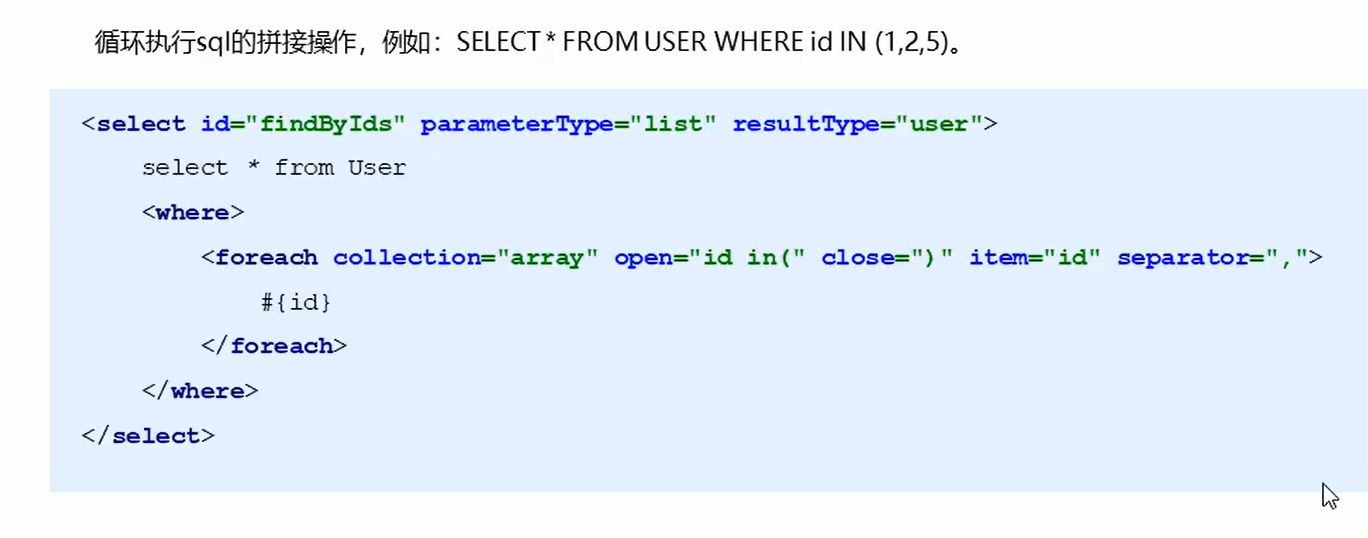 循环执行sql的拼接操作，例如：SELECT * FROM USER WHERE id IN (1,2,5)。
<select id="findByIds" parameterType="list" resultType="user">
select * from User
<where>
<foreach collection="array" open="id in(" close=")" item="id" separator=",">
#{id}
</foreach>
</where>
</select>